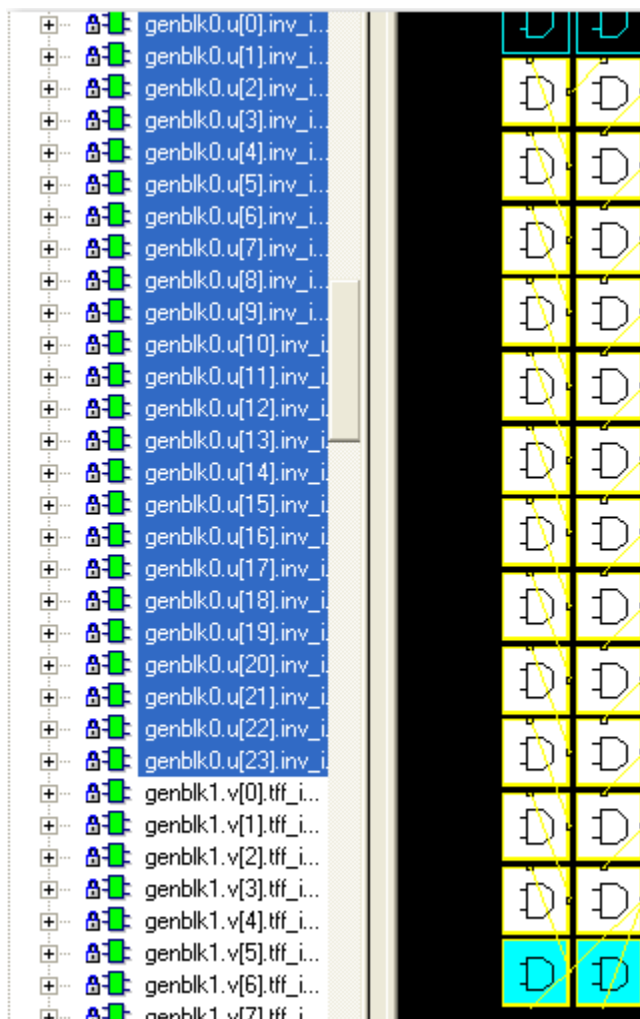 genblk0.u[0].inv_i...
genblk0.u[1].inv_i...
genblk0.u[2].inv_i...
genblk0.u[3].inv_i...
genblk0.u[4].inv_i...
genblk0.u[5].inv_i...
genblk0.u[6].inv_i...
genblk0.u[7].inv_i...
genblk0.u[8].inv_i...
genblk0.u[9].inv_i...
genblk0.u[10].inv_i.
genblk0.u[11].inv_i.
genblk0.u[12].inv_i.
genblk0.u[13].inv_i.
genblk0.u[14].inv_i.
genblk0.u[15].inv_i.
genblk0.u[16].inv_i.
genblk0.u[17].inv_i.
genblk0.u[18].inv_i.
genblk0.u[19].inv_i.
genblk0.u[20].inv_i.
genblk0.u[21].inv_i.
genblk0.u[22].inv_i.
genblk0.u[23].inv_i.
genblk1.v[0].tff_i...
genblk1.v[1].tff_i...
genblk1.v[2].tff_i...
genblk1.v[3].tff_i...
genblk1.v[4].tff_i...
genblk1.v[5].tff_i...
genblk1.v[6].tff_i...
genblk1.v[7].tff_i...